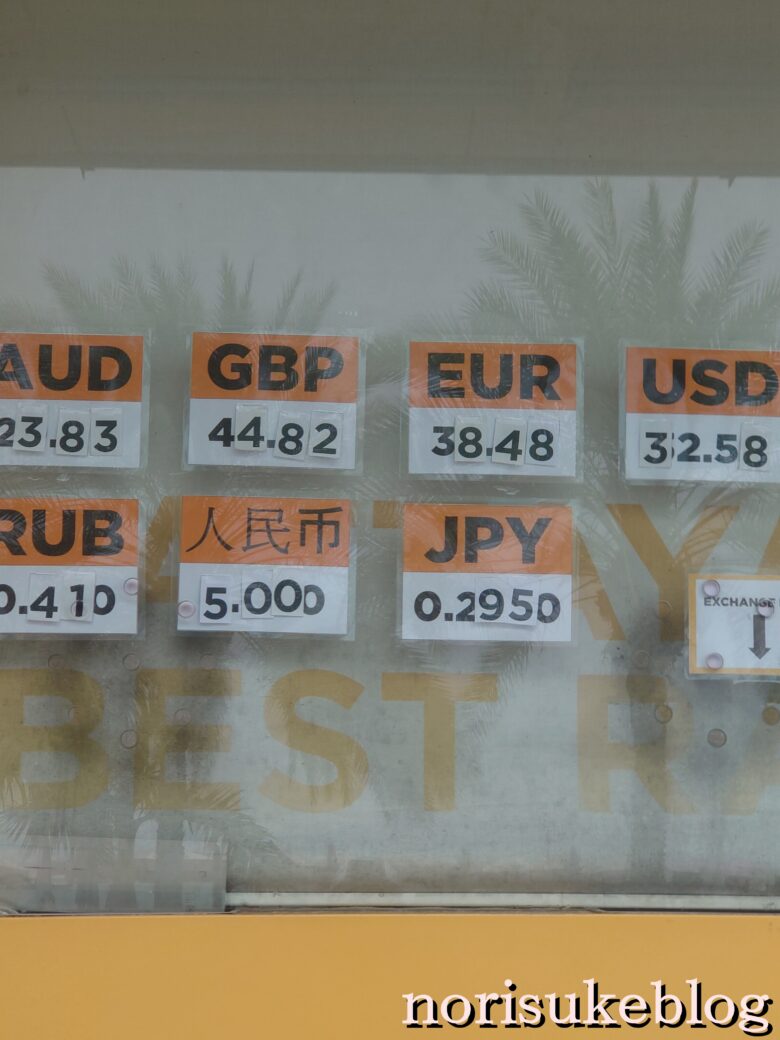 AUD
23.83
GBP
44.82
EUR
38.48
USD
32.58
RUB
0.410
人民币
5.000
JPY
0.2950
EXCHANGE
BEST
norisukeblog